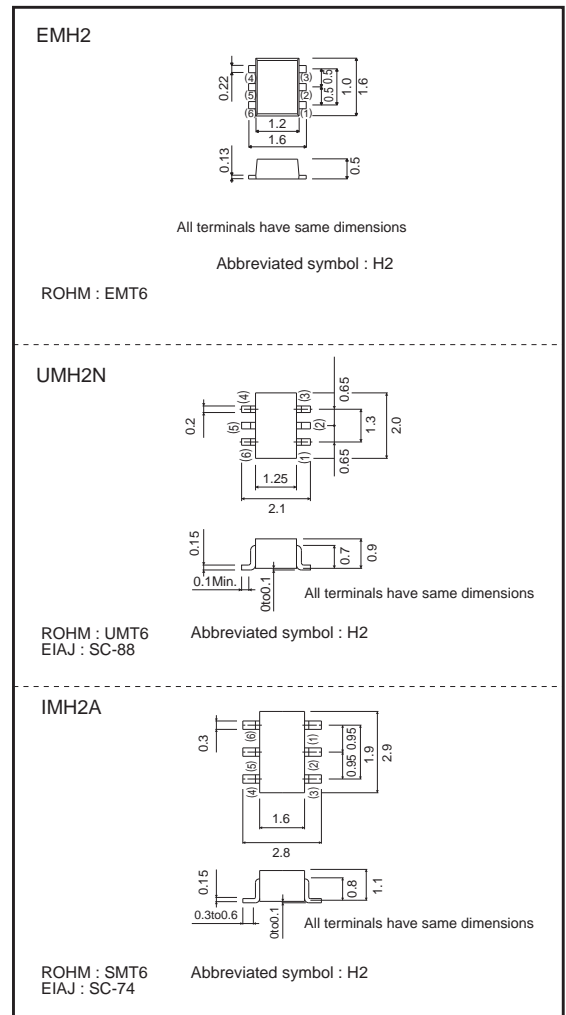 EMH2
0.22
(4)
(3)
(5)
(2)
(6)
(1)
0.5 0.5
1.0
1.6
1.2
1.6
0.13
0.5
All terminals have same dimensions
Abbreviated symbol : H2
ROHM : EMT6
UMH2N
0.2
(4)
(3)
(5)
(2)
(6)
(1)
0.65
1.3
2.0
0.65
1.25
2.1
0.15
0.1Min.
0to0.1
0.7
0.9
All terminals have same dimensions
ROHM : UMT6
Abbreviated symbol : H2
EIAJ : SC-88
IMH2A
0.3
(6)
(1)
(5)
(2)
(4)
(3)
0.95 0.95
1.9
2.9
1.6
2.8
0.15
0.3to0.6
0to0.1
0.8
1.1
All terminals have same dimensions
ROHM : SMT6
Abbreviated symbol : H2
EIAJ : SC-74